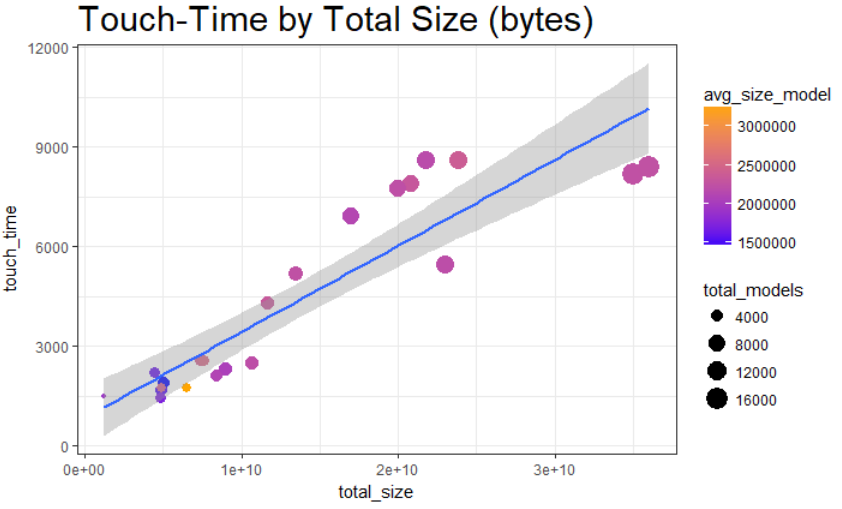 Touch-Time by Total Size (bytes)
12000
9000
6000
3000
0
touch_time
0e+00 1e+10 2e+10 3e+10
total_size
avg_size_model
3000000
2500000
2000000
1500000
total_models
4000
8000
12000
16000